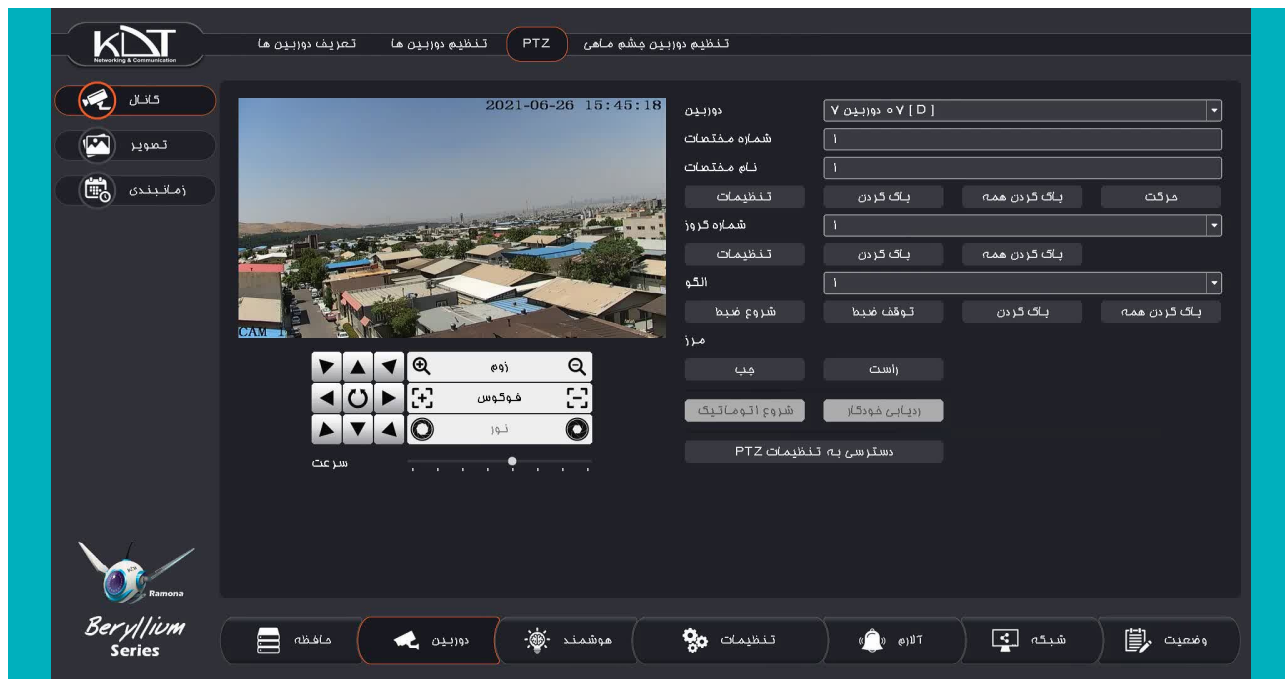 KDT
Networking & Communication
تعریف دوربین ها
تنظیم دوربین ها
PTZ
تنظیم دوربین چشم ماهی
کانال
تصویر
زمانبندی
2021-06-26 15:45:18
CAM 1
زوم
فوکوس
نور
سرعت
دوربین
[ D ] ۰۷ دوربین ۷
شماره مختصات
۱
نام مختصات
۱
تنظیمات
پاک کردن
پاک کردن همه
حرکت
شماره کروز
۱
تنظیمات
پاک کردن
پاک کردن همه
الگو
۱
شروع ضبط
توقف ضبط
پاک کردن
پاک کردن همه
مرز
چپ
راست
شروع اتوماتیک
ردیابی خودکار
دسترسی به تنظیمات PTZ
KDT
Ramona
Beryllium
Series
حافظه
دوربین
هوشمند
تنظیمات
آلارم
شبکه
وضعیت